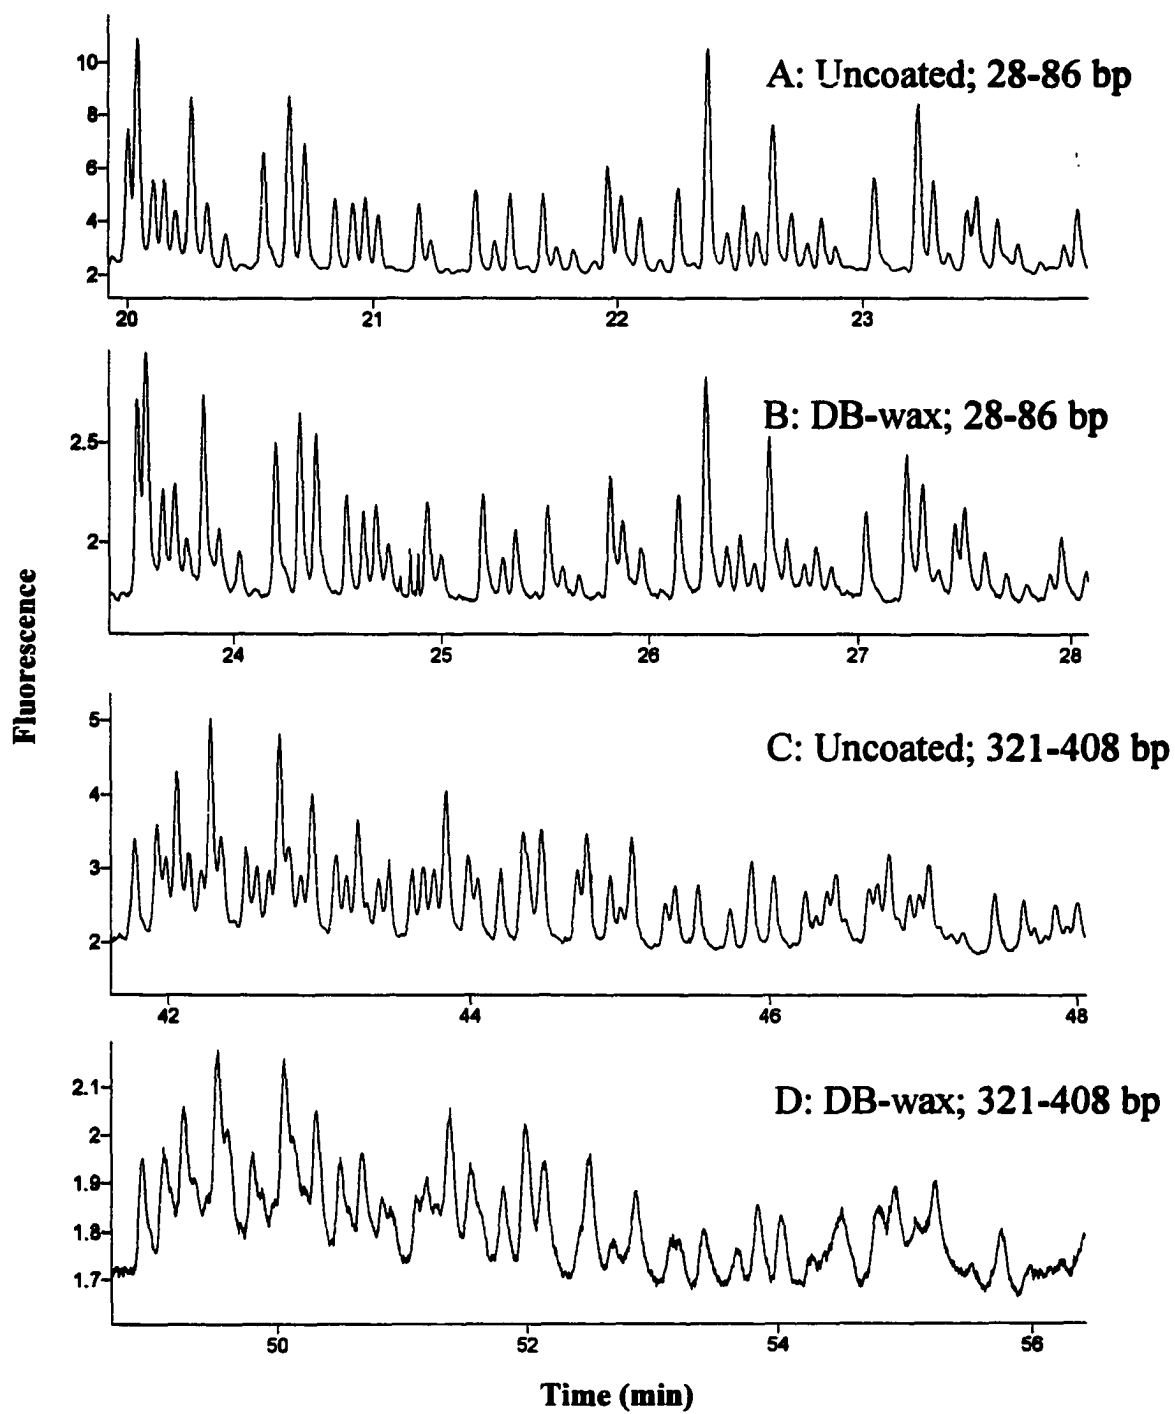 A: Uncoated; 28-86 bp
10
8
6
4
2
20 21 22 23
B: DB-wax; 28-86 bp
2.5
2
24 25 26 27 28
Fluorescence
C: Uncoated; 321-408 bp
5
4
3
2
42 44 46 48
D: DB-wax; 321-408 bp
2.1
2
1.9
1.8
1.7
50 52 54 56
Time (min)